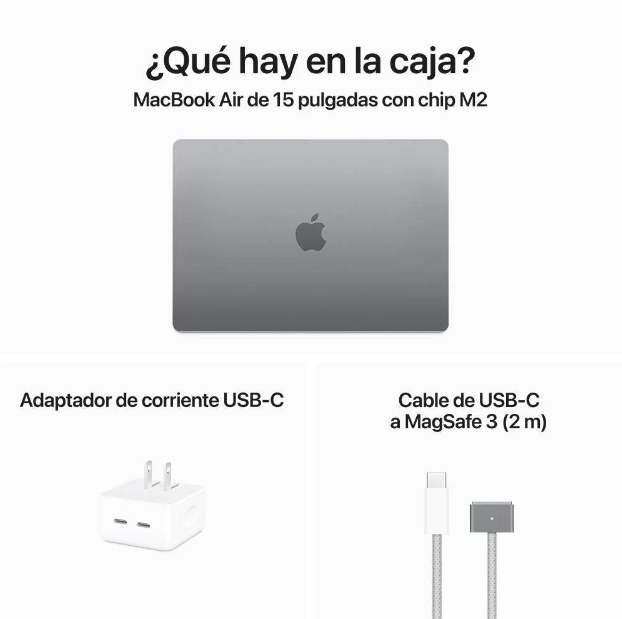 ¿Qué hay en la caja?
MacBook Air de 15 pulgadas con chip M2
Adaptador de corriente USB-C
Cable de USB-C
a MagSafe 3 (2 m)